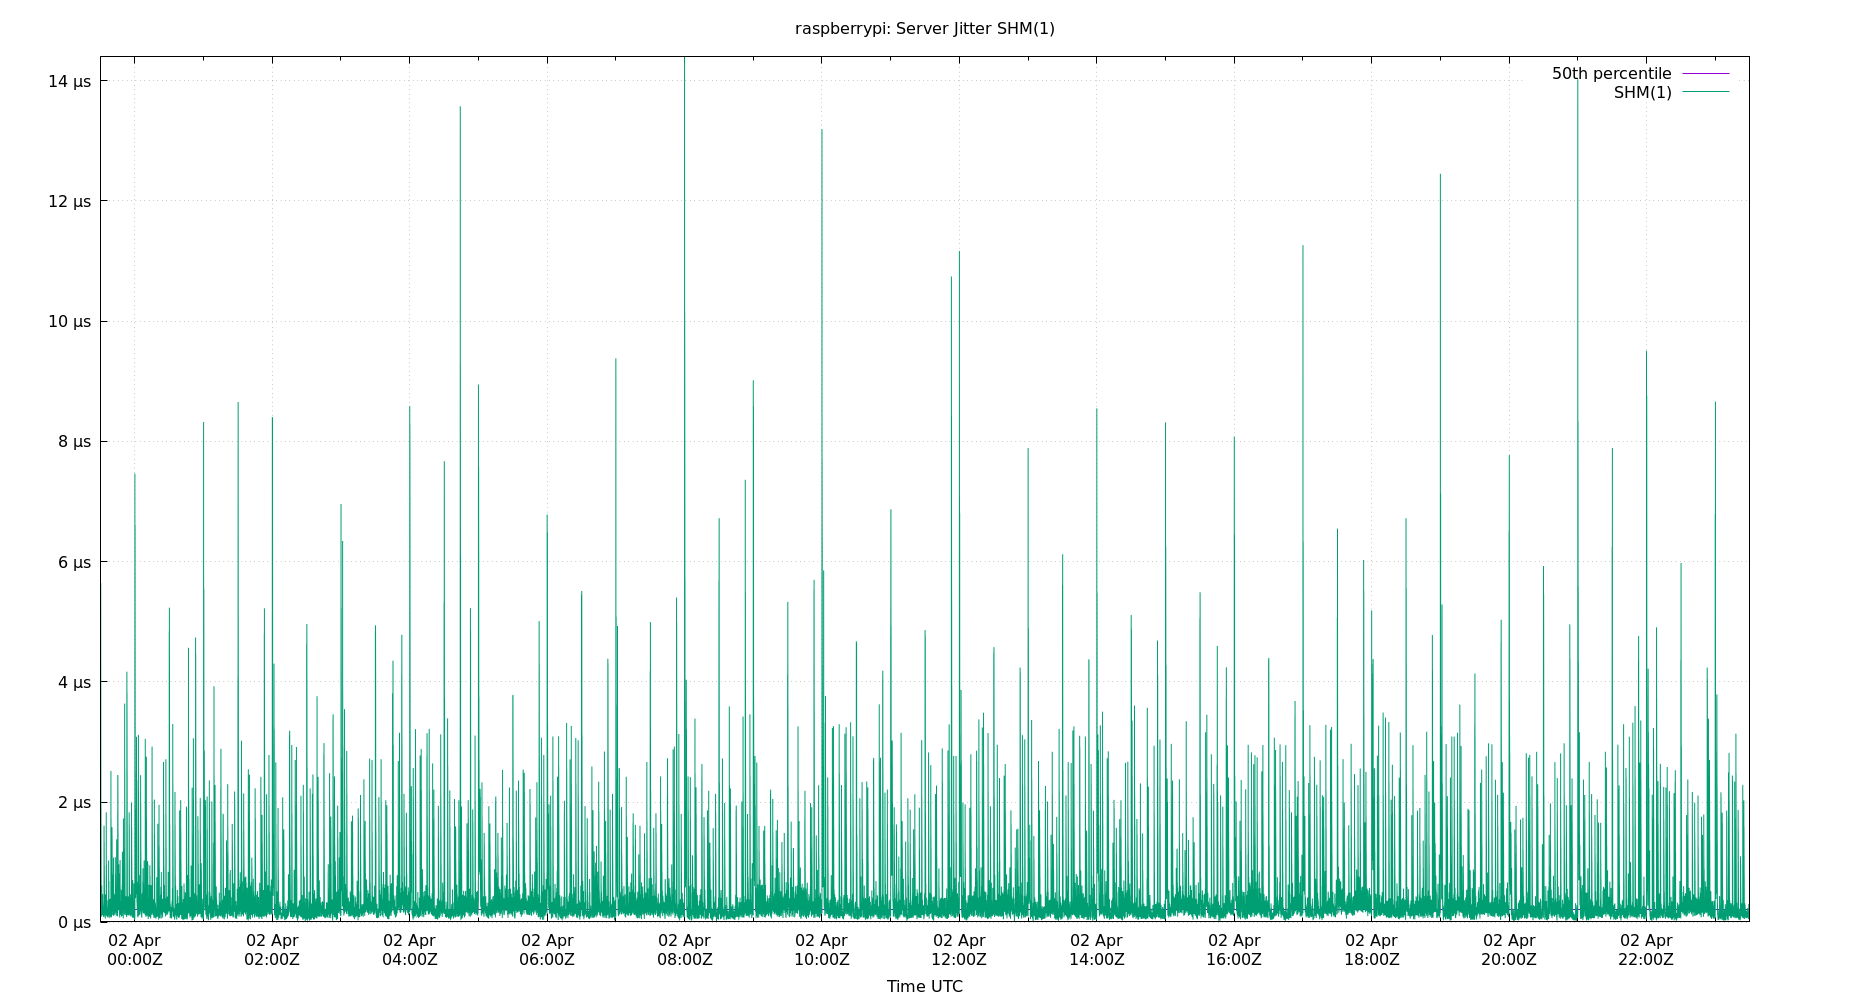 raspberrypi: Server Jitter SHM(1)
50th percentile
SHM(1)
14 µs
12 µs
10 µs
8 µs
6 µs
4 µs
2 µs
0 µs
02 Apr 02 Apr 02 Apr 02 Apr 02 Apr 02 Apr 02 Apr 02 Apr 02 Apr 02 Apr 02 Apr 02 Apr
00:00Z 02:00Z 04:00Z 06:00Z 08:00Z 10:00Z 12:00Z 14:00Z 16:00Z 18:00Z 20:00Z 22:00Z
Time UTC